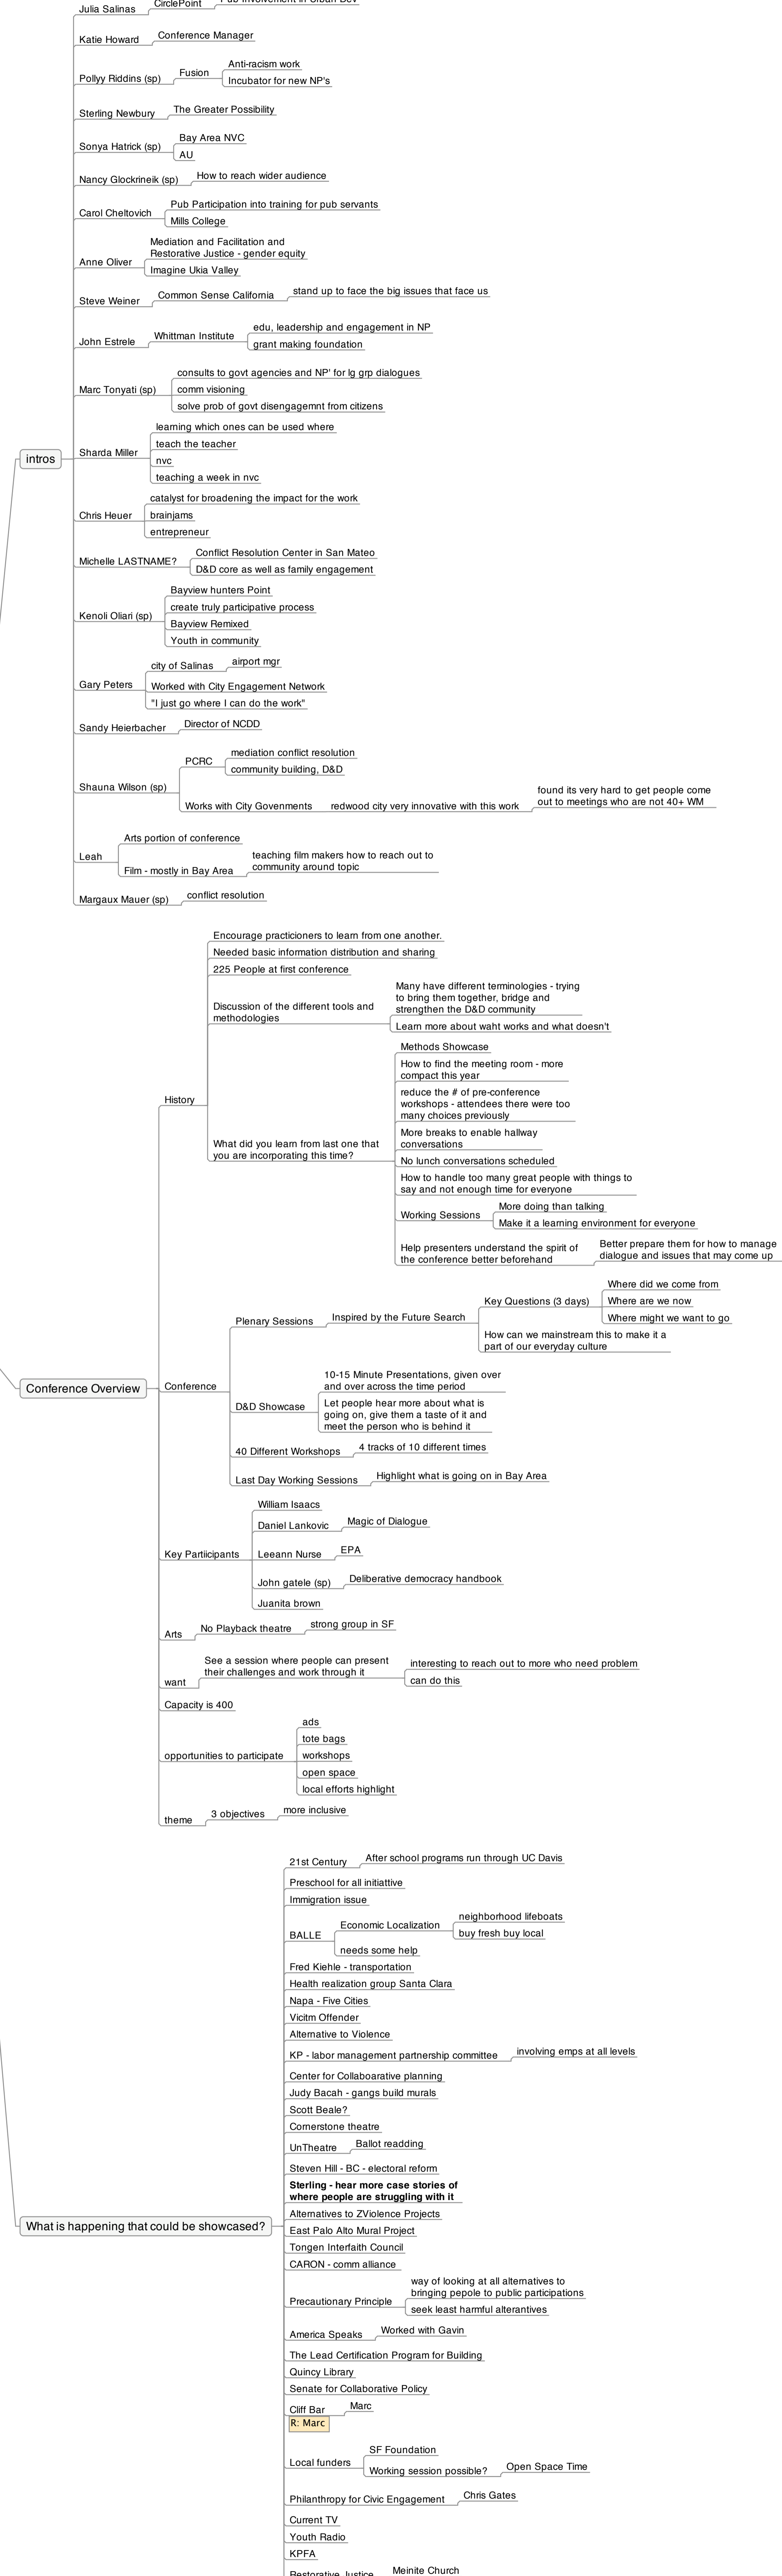 Julia Salinas
CirclePoint
Pub Involvement in Urban Dev
Katie Howard
Conference Manager
Pollyy Riddins (sp)
Fusion
Anti-racism work
Incubator for new NP's
Sterling Newbury
The Greater Possibility
Sonya Hatrick (sp)
Bay Area NVC
AU
Nancy Glockrineik (sp)
How to reach wider audience
Carol Cheltovich
Pub Participation into training for pub servants
Mills College
Anne Oliver
Mediation and Facilitation and
Restorative Justice - gender equity
Imagine Ukia Valley
Steve Weiner
Common Sense California
stand up to face the big issues that face us
John Estrele
Whittman Institute
edu, leadership and engagement in NP
grant making foundation
Marc Tonyati (sp)
consults to govt agencies and NP' for lg grp dialogues
comm visioning
solve prob of govt disengagemnt from citizens
intros
Sharda Miller
learning which ones can be used where
teach the teacher
nvc
teaching a week in nvc
Chris Heuer
catalyst for broadening the impact for the work
brainjams
entrepreneur
Michelle LASTNAME?
Conflict Resolution Center in San Mateo
D&D core as well as family engagement
Kenoli Oliari (sp)
Bayview hunters Point
create truly participative process
Bayview Remixed
Youth in community
Gary Peters
city of Salinas
airport mgr
Worked with City Engagement Network
"I just go where I can do the work"
Sandy Heierbacher
Director of NCDD
Shauna Wilson (sp)
PCRC
mediation conflict resolution
community building, D&D
Works with City Govenments
redwood city very innovative with this work
found its very hard to get people come
out to meetings who are not 40+ WM
Leah
Arts portion of conference
Film - mostly in Bay Area
teaching film makers how to reach out to
community around topic
Margaux Mauer (sp)
conflict resolution
Conference Overview
History
Encourage practicioners to learn from one another.
Needed basic information distribution and sharing
225 People at first conference
Discussion of the different tools and
methodologies
Many have different terminologies - trying
to bring them together, bridge and
strengthen the D&D community
Learn more about waht works and what doesn't
What did you learn from last one that
you are incorporating this time?
Methods Showcase
How to find the meeting room - more
compact this year
reduce the # of pre-conference
workshops - attendees there were too
many choices previously
More breaks to enable hallway
conversations
No lunch conversations scheduled
How to handle too many great people with things to
say and not enough time for everyone
Working Sessions
More doing than talking
Make it a learning environment for everyone
Help presenters understand the spirit of
the conference better beforehand
Better prepare them for how to manage
dialogue and issues that may come up
Conference
Plenary Sessions
Inspired by the Future Search
Key Questions (3 days)
Where did we come from
Where are we now
Where might we want to go
How can we mainstream this to make it a
part of our everyday culture
D&D Showcase
10-15 Minute Presentations, given over
and over across the time period
Let people hear more about what is
going on, give them a taste of it and
meet the person who is behind it
40 Different Workshops
4 tracks of 10 different times
Last Day Working Sessions
Highlight what is going on in Bay Area
Key Partiicipants
William Isaacs
Daniel Lankovic
Magic of Dialogue
Leeann Nurse
EPA
John gatele (sp)
Deliberative democracy handbook
Juanita brown
Arts
No Playback theatre
strong group in SF
want
See a session where people can present
their challenges and work through it
interesting to reach out to more who need problem
can do this
Capacity is 400
opportunities to participate
ads
tote bags
workshops
open space
local efforts highlight
theme
3 objectives
more inclusive
What is happening that could be showcased?
21st Century
After school programs run through UC Davis
Preschool for all initiattive
Immigration issue
BALLE
Economic Localization
neighborhood lifeboats
buy fresh buy local
needs some help
Fred Kiehle - transportation
Health realization group Santa Clara
Napa - Five Cities
Vicitm Offender
Alternative to Violence
KP - labor management partnership committee
involving emps at all levels
Center for Collaboarative planning
Judy Bacah - gangs build murals
Scott Beale?
Cornerstone theatre
UnTheatre
Ballot readding
Steven Hill - BC - electoral reform
Sterling - hear more case stories of
where people are struggling with it
Alternatives to ZViolence Projects
East Palo Alto Mural Project
Tongen Interfaith Council
CARON - comm alliance
Precautionary Principle
way of looking at all alternatives to
bringing pepole to public participations
seek least harmful alterantives
America Speaks
Worked with Gavin
The Lead Certification Program for Building
Quincy Library
Senate for Collaborative Policy
Cliff Bar
Marc
R: Marc
Local funders
SF Foundation
Working session possible?
Open Space Time
Philanthropy for Civic Engagement
Chris Gates
Current TV
Youth Radio
KPFA
Restorative Justice
Meinite Church